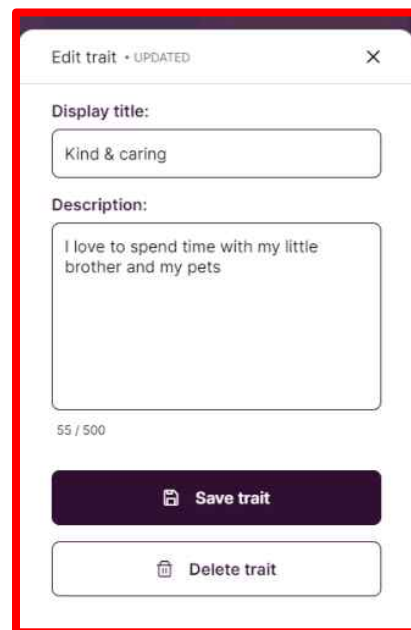 Edit trait • UPDATED
Display title:
Kind & caring
Description:
I love to spend time with my little
brother and my pets
55 / 500
Save trait
Delete trait